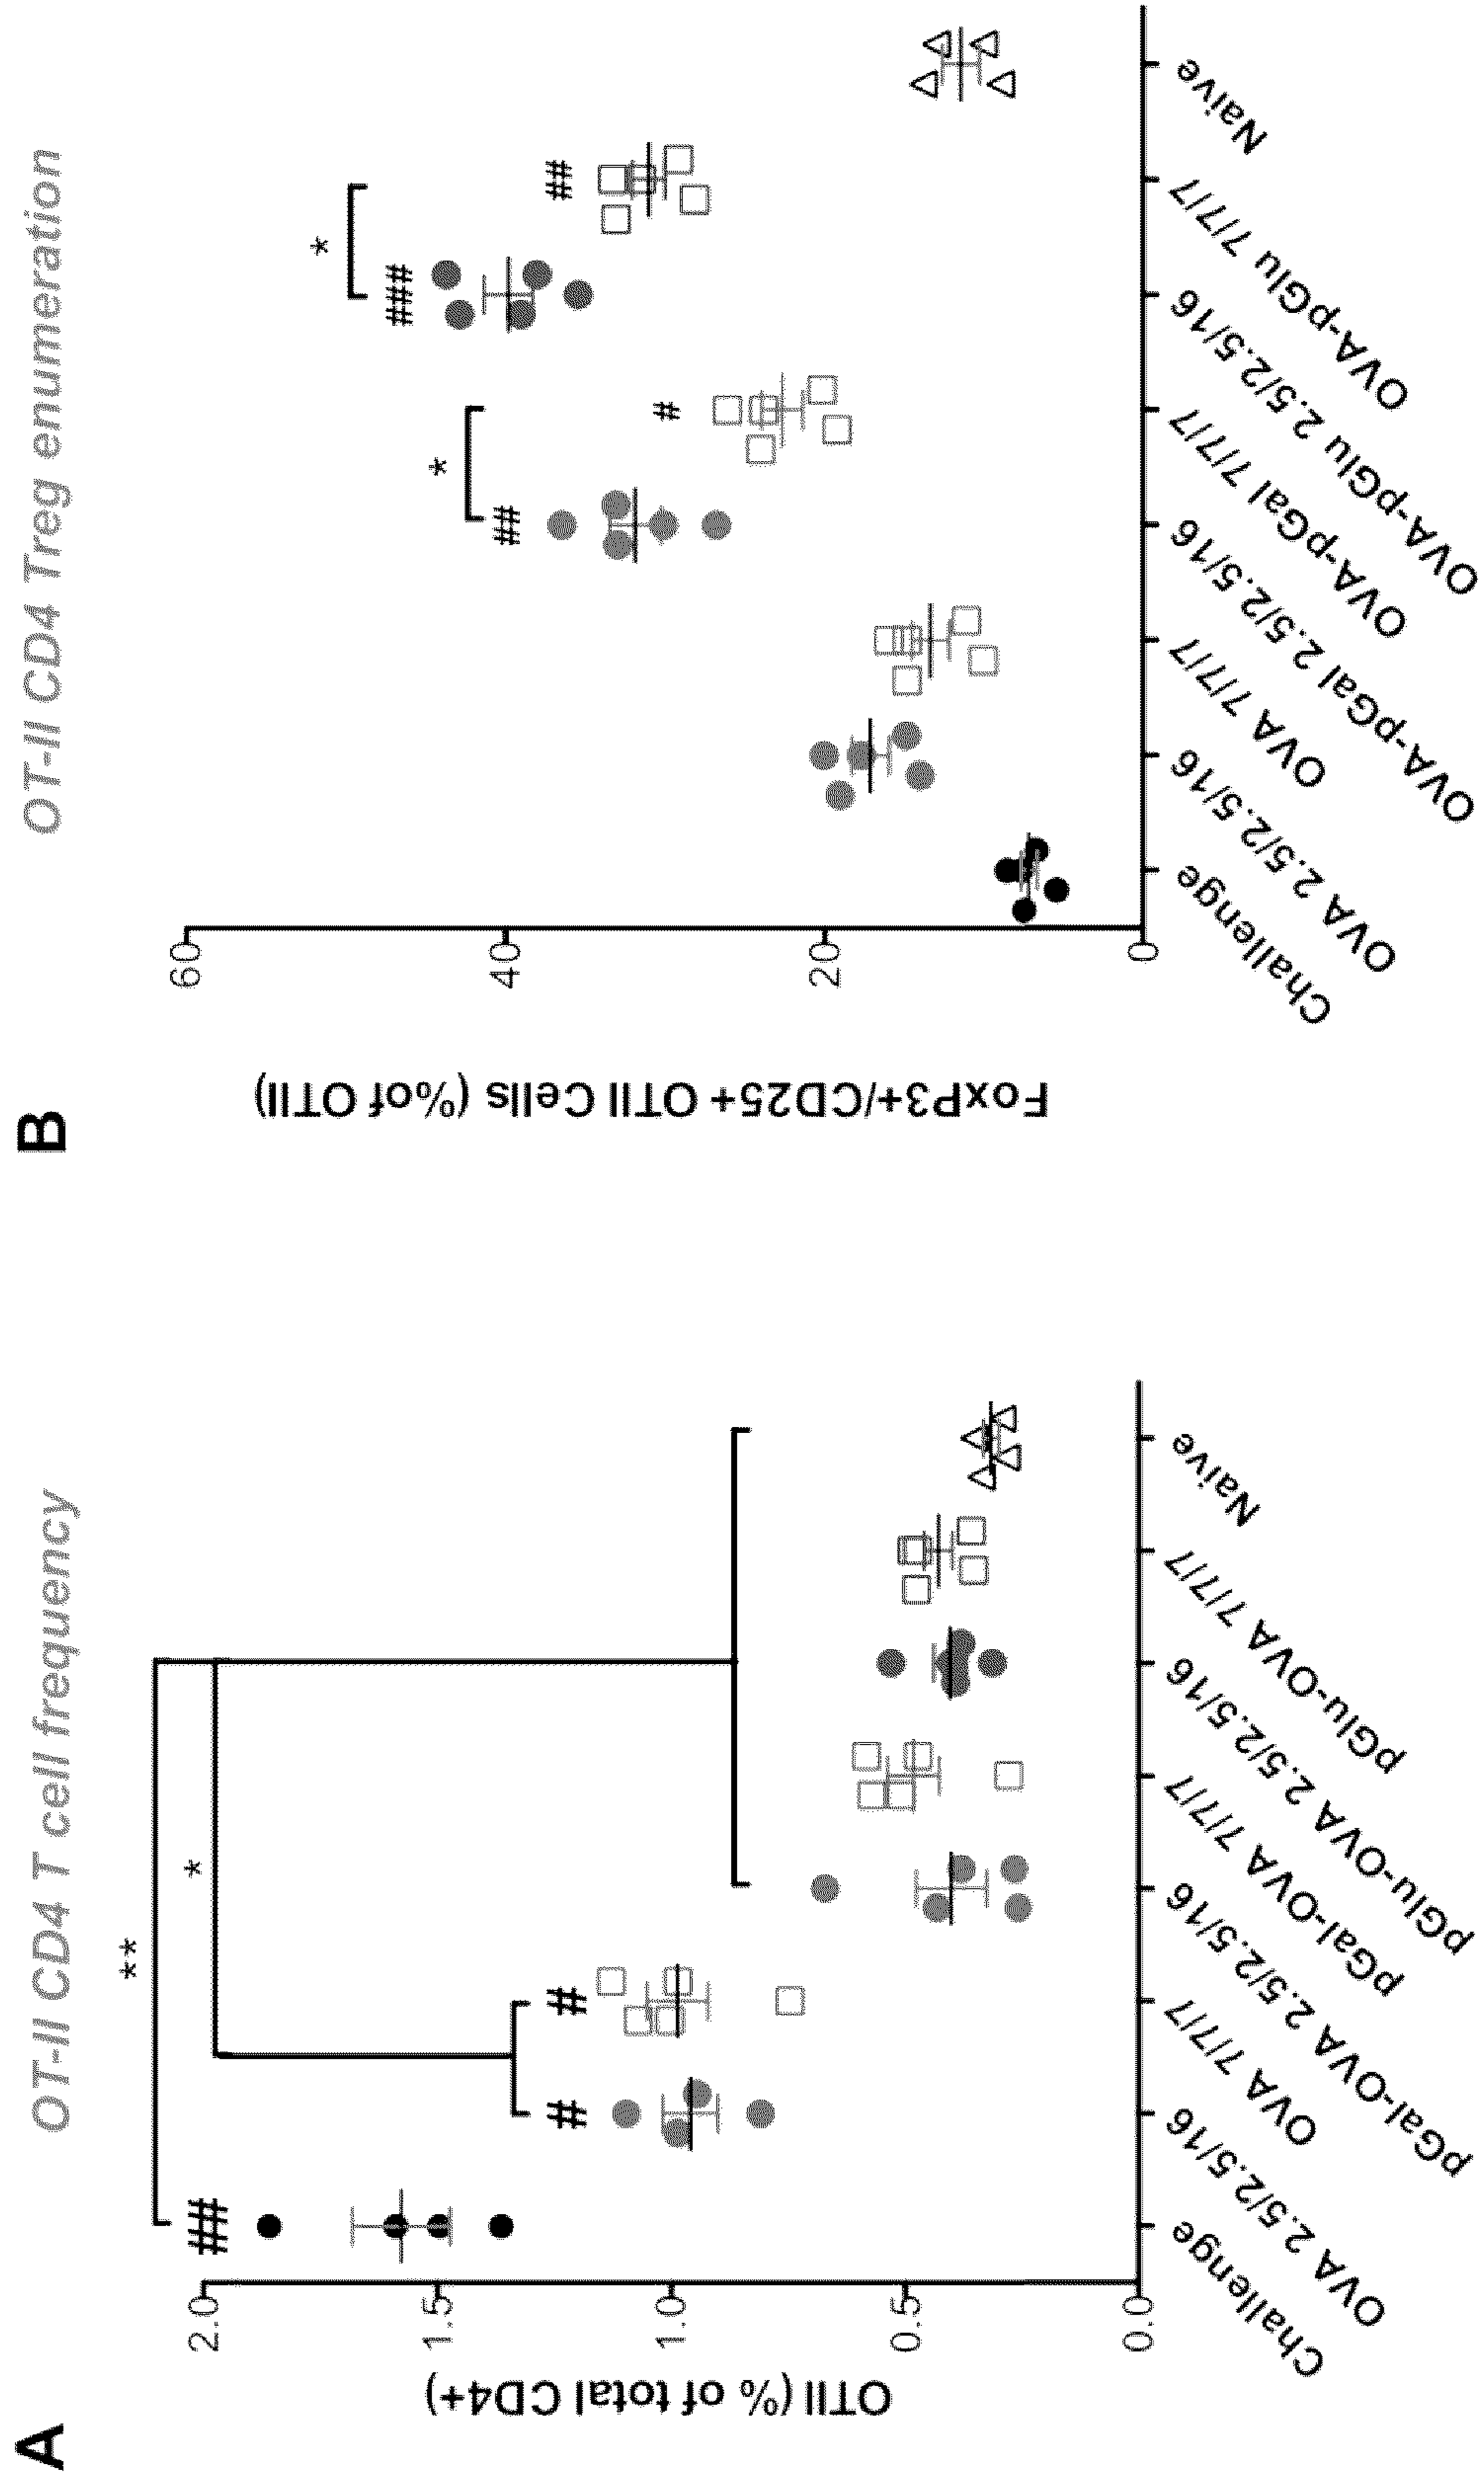 A
OT-II CD4 T cell frequency
OTII (% of total CD4+)
2.0
1.5
1.0
0.5
0.0
**
*
##
#
#
Challenge
OVA 2.5/2.5/16
OVA 7/7/7
pGal-OVA 2.5/2.5/16
pGal-OVA 7/7/7
pGlu-OVA 2.5/2.5/16
pGlu-OVA 7/7/7
Naive
B
OT-II CD4 Treg enumeration
FoxP3+/CD25+ OTII Cells (%of OTII)
60
40
20
0
*
*
##
#
###
##
Challenge
OVA 2.5/2.5/16
OVA 7/7/7
OVA-pGal 2.5/2.5/16
OVA-pGal 7/7/7
OVA-pGlu 2.5/2.5/16
OVA-pGlu 7/7/7
Naive